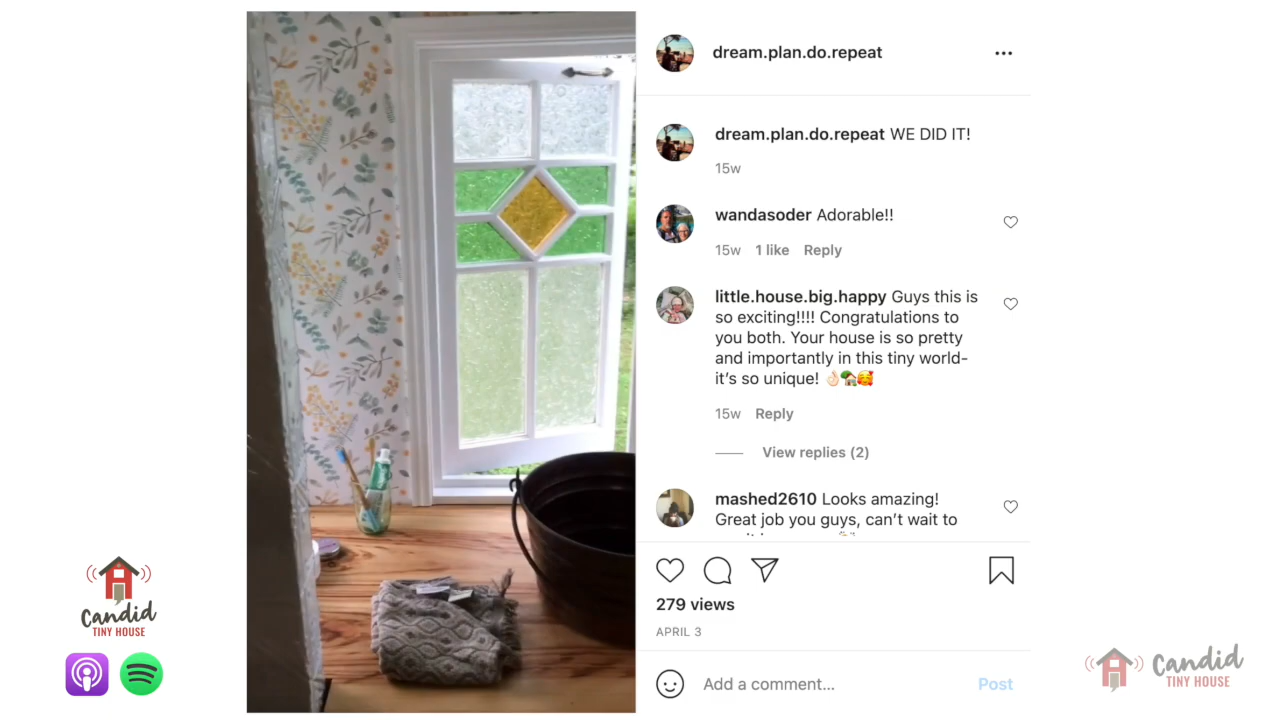 dream.plan.do.repeat
dream.plan.do.repeat WE DID IT!
15w
wandasoder Adorable!!
15w 1 like Reply
little.house.big.happy Guys this is
so exciting!!!! Congratulations to
you both. Your house is so pretty
and importantly in this tiny world-
it’s so unique! 👌🏻🏡🥰
15w Reply
View replies (2)
mashed2610 Looks amazing!
Great job you guys, can’t wait to
279 views
APRIL 3
Add a comment... Post
Candid
TINY HOUSE
Candid
TINY HOUSE